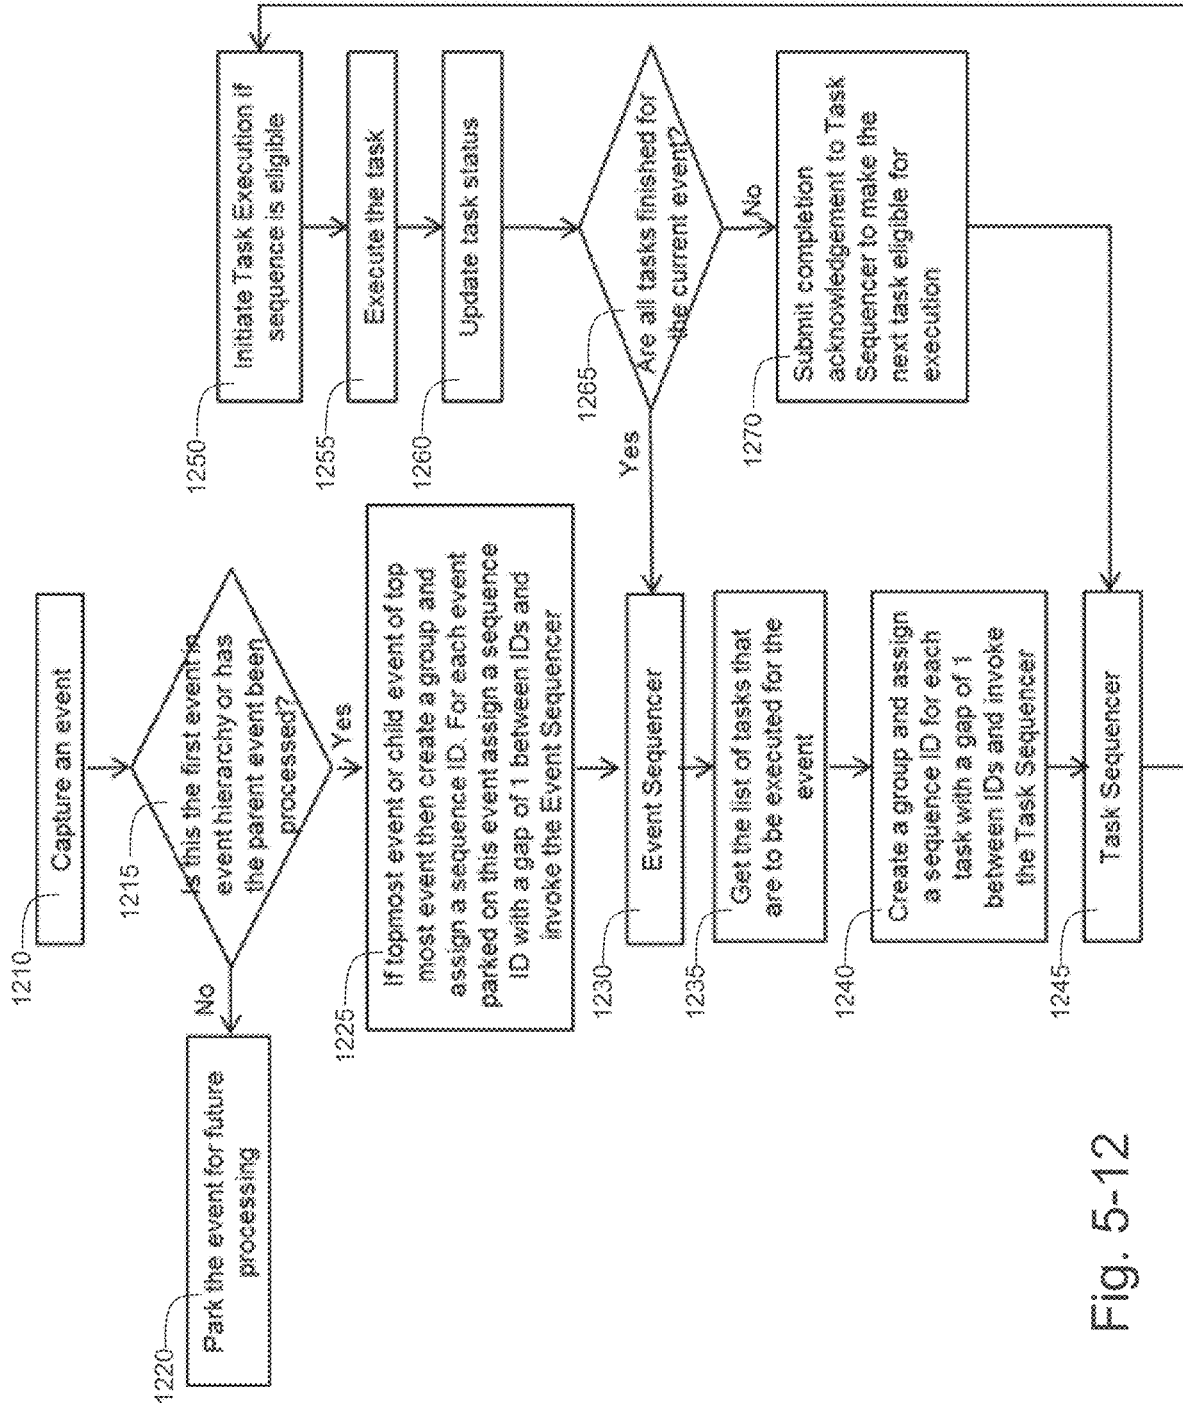 1210
Capture an event
1215
Is this the first event in
event hierarchy or has
the parent event been
processed?
No
Yes
1220
Park the event for future
processing
1225
If topmost event or child event of top
most event then create a group and
assign a sequence ID. For each event
parked on this event assign a sequence
ID with a gap of 1 between IDs and
invoke the Event Sequencer
1230
Event Sequencer
1235
Get the list of tasks that
are to be executed for the
event
1240
Create a group and assign
a sequence ID for each
task with a gap of 1
between IDs and invoke
the Task Sequencer
1245
Task Sequencer
1250
Initiate Task Execution if
sequence is eligible
1255
Execute the task
1260
Update task status
1265
Are all tasks finished for
the current event?
Yes
No
1270
Submit completion
acknowledgement to Task
Sequencer to make the
next task eligible for
execution
Fig. 5-12